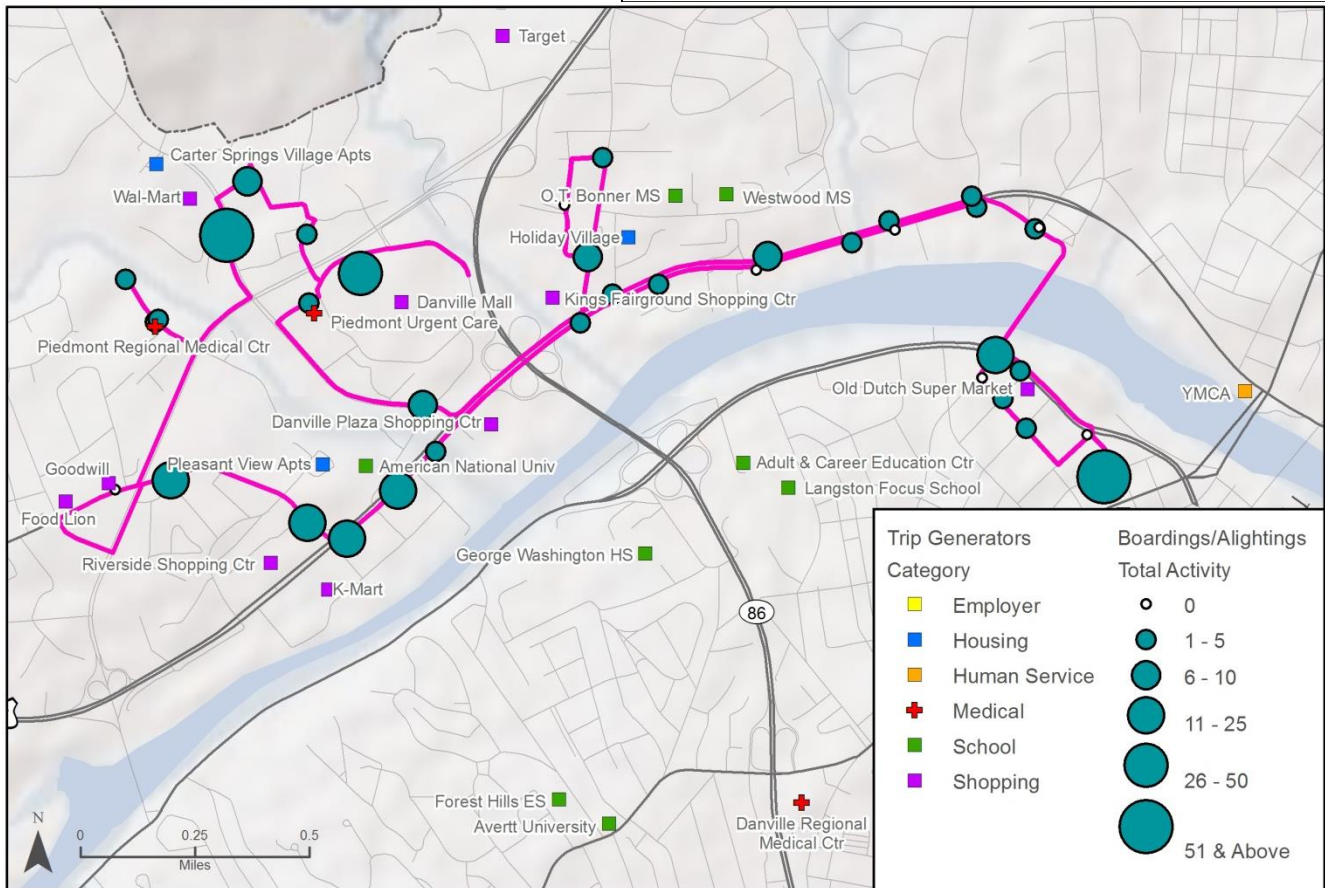 Target
Carter Springs Village Apts
Wal-Mart
O.T. Bonner MS
Westwood MS
Holiday Village
Danville Mall
Kings Fairground Shopping Ctr
Piedmont Urgent Care
Piedmont Regional Medical Ctr
Old Dutch Super Market
YMCA
Danville Plaza Shopping Ctr
Pleasant View Apts
American National Univ
Adult & Career Education Ctr
Goodwill
Langston Focus School
Food Lion
Riverside Shopping Ctr
George Washington HS
K-Mart
86
Forest Hills ES
Avertt University
Danville Regional
Medical Ctr
N
0
0.25
0.5
Miles
Trip Generators
Category
Employer
Housing
Human Service
Medical
School
Shopping
Boardings/Alightings
Total Activity
0
1 - 5
6 - 10
11 - 25
26 - 50
51 & Above